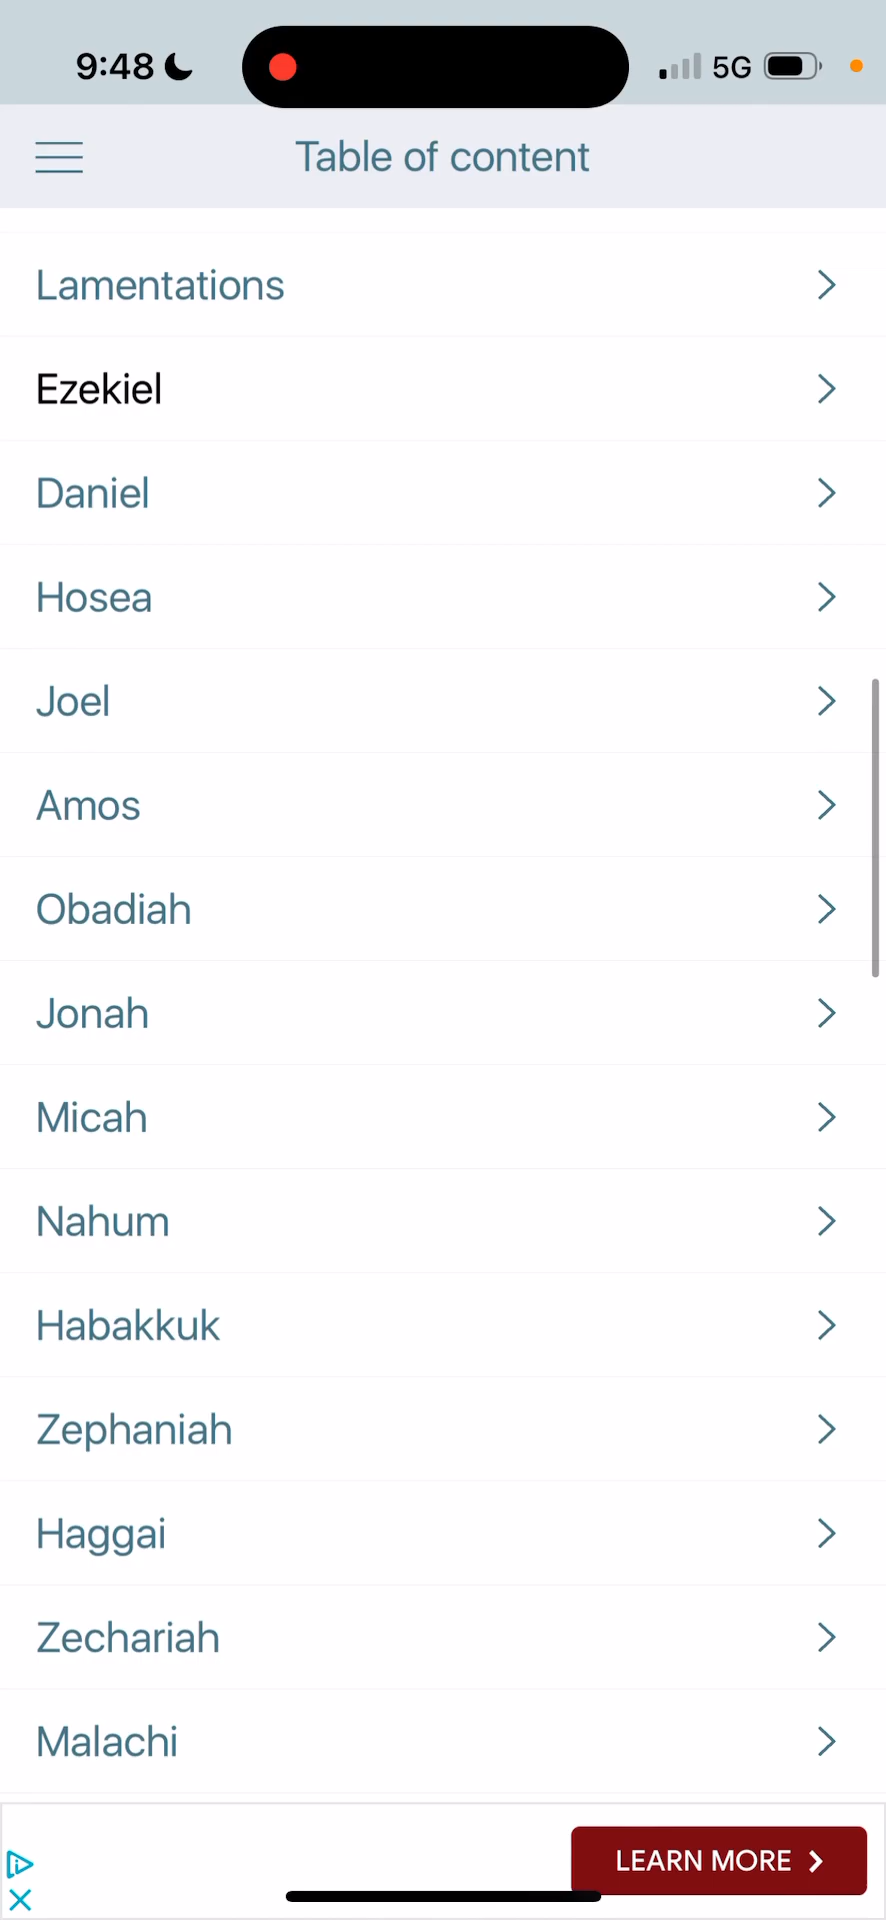 9:48
5G
Table of content
Lamentations
Ezekiel
Daniel
Hosea
Joel
Amos
Obadiah
Jonah
Micah
Nahum
Habakkuk
Zephaniah
Haggai
Zechariah
Malachi
LEARN MORE